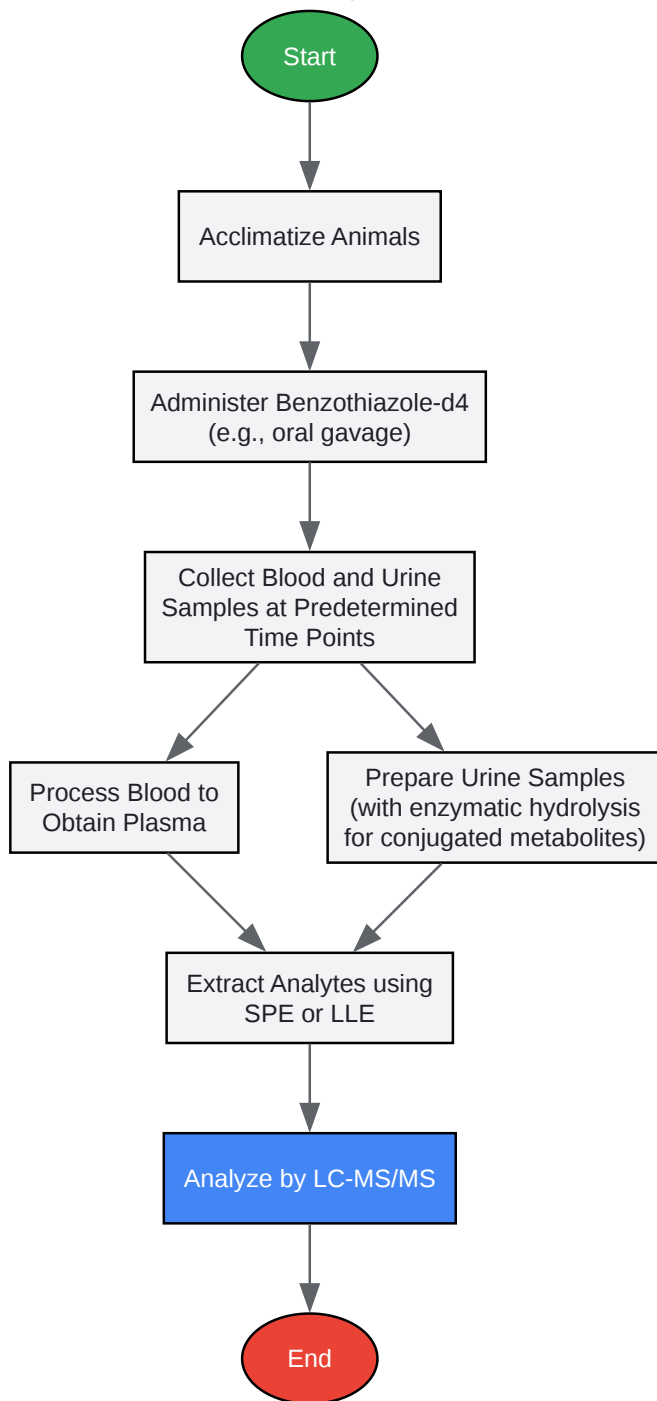 Start
Acclimatize Animals
Administer Benzothiazole-d4
(e.g., oral gavage)
Collect Blood and Urine
Samples at Predetermined
Time Points
Process Blood to
Obtain Plasma
Prepare Urine Samples
(with enzymatic hydrolysis
for conjugated metabolites)
Extract Analytes using
SPE or LLE
Analyze by LC-MS/MS
End